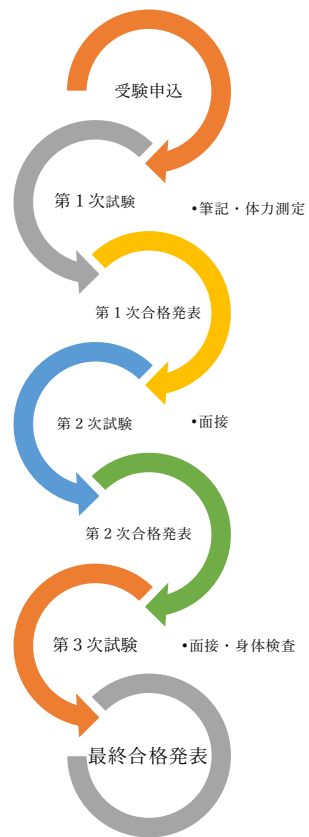 受験申込
第１次試験
•筆記・体力測定
第１次合格発表
第２次試験
•面接
第２次合格発表
第３次試験
•面接・身体検査
最終合格発表